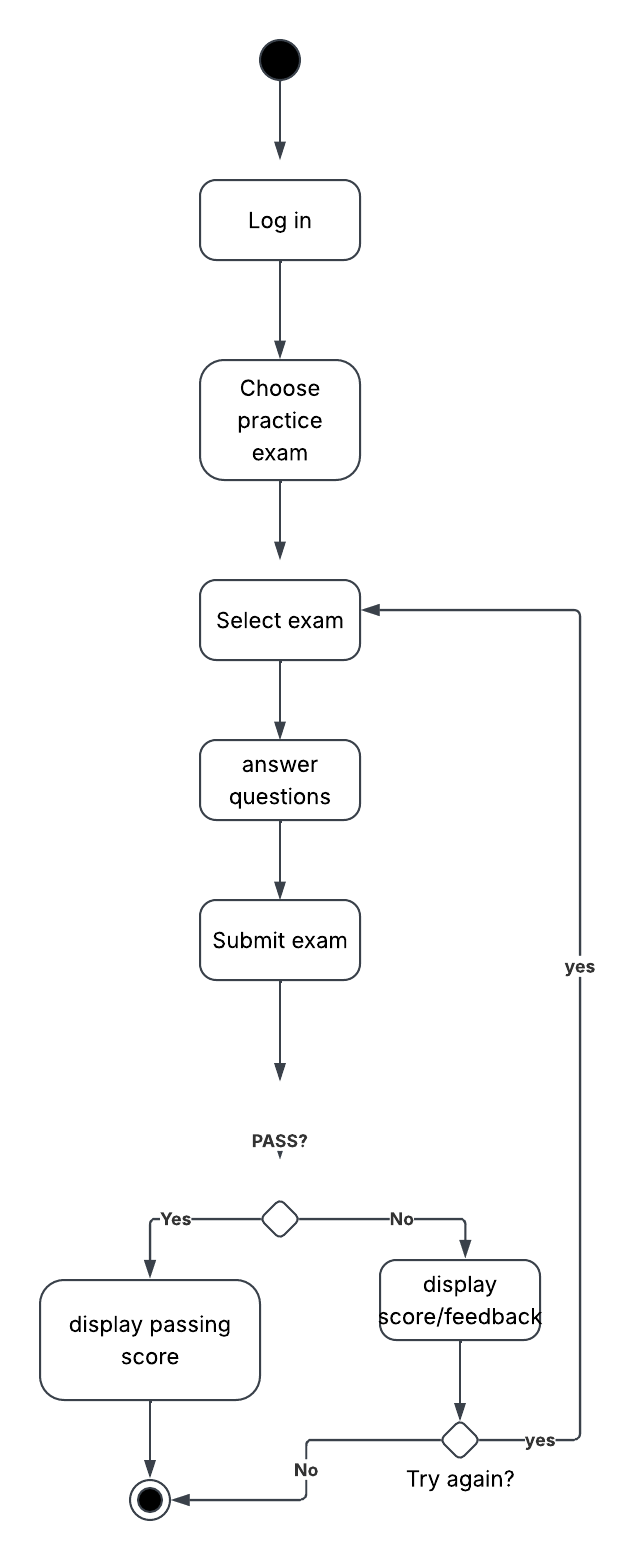 Log in
Choose
practice
exam
Select exam
answer
questions
Submit exam
yes
PASS?
Yes
No
display
score/feedback
display passing
score
yes
No
Try again?